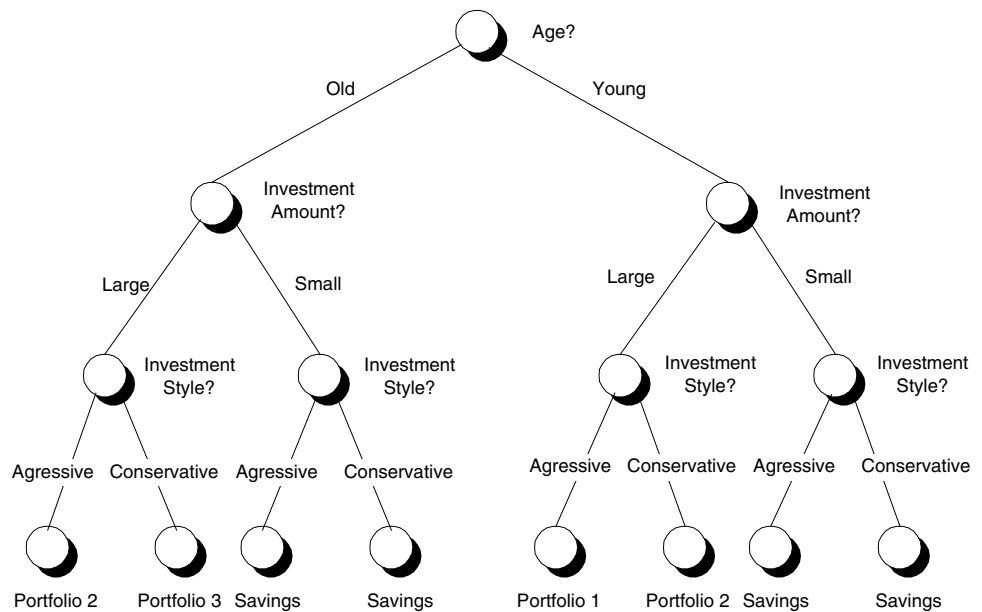 Age?
Old
Young
Investment
Amount?
Investment
Amount?
Large
Small
Large
Small
Investment
Style?
Investment
Style?
Investment
Style?
Investment
Style?
Agressive
Conservative
Agressive
Conservative
Agressive
Conservative
Agressive
Conservative
Portfolio 2
Portfolio 3
Savings
Savings
Portfolio 1
Portfolio 2
Savings
Savings